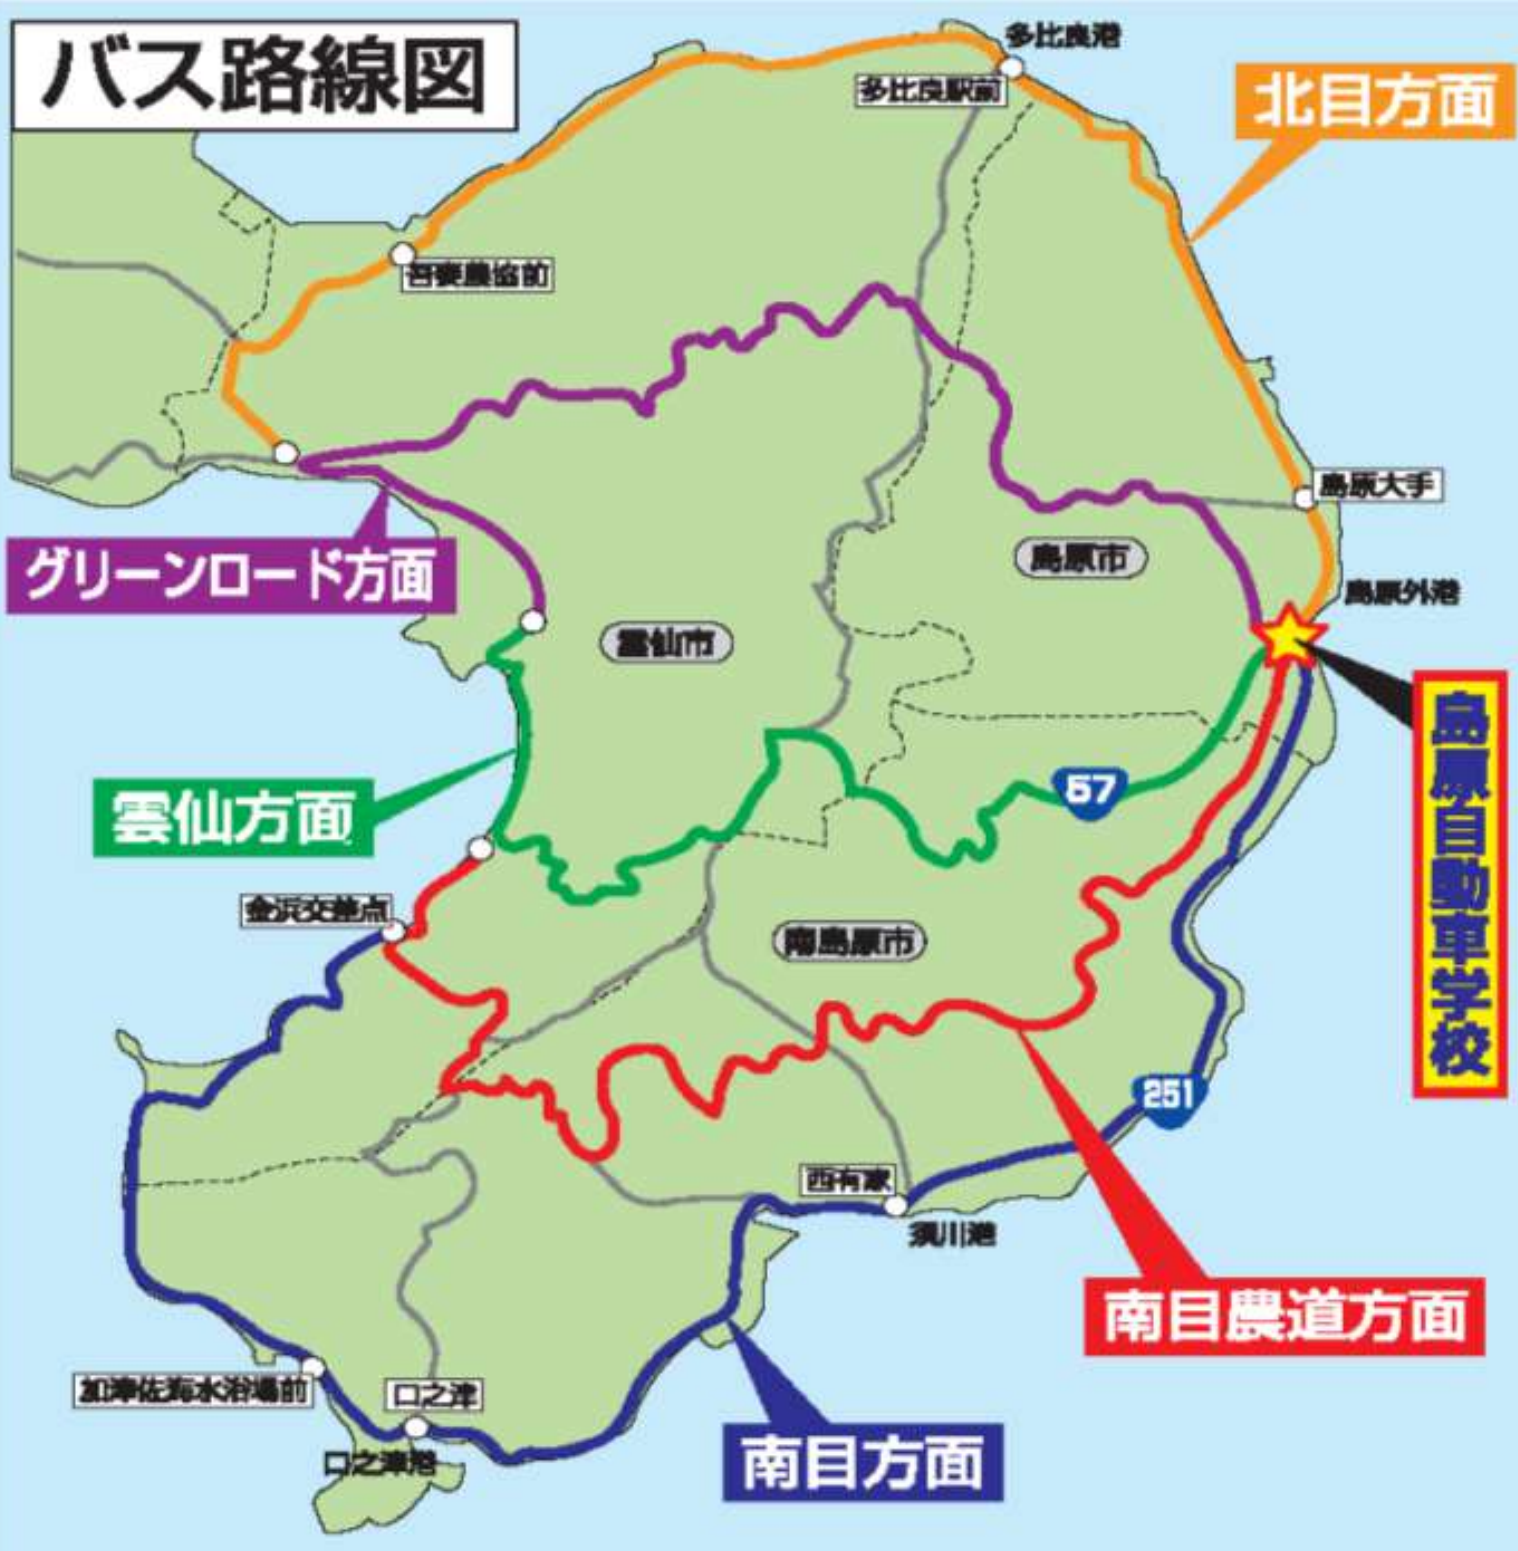 バス路線図
多比良港
多比良駅前
北目方面
吾妻農協前
島原大手
グリーンロード方面
島原市
島原外港
雲仙市
島原自動車学校
57
雲仙方面
金浜交差点
南島原市
251
西有家
須川港
南目農道方面
加津佐海水浴場前
口之津
口之津港
南目方面